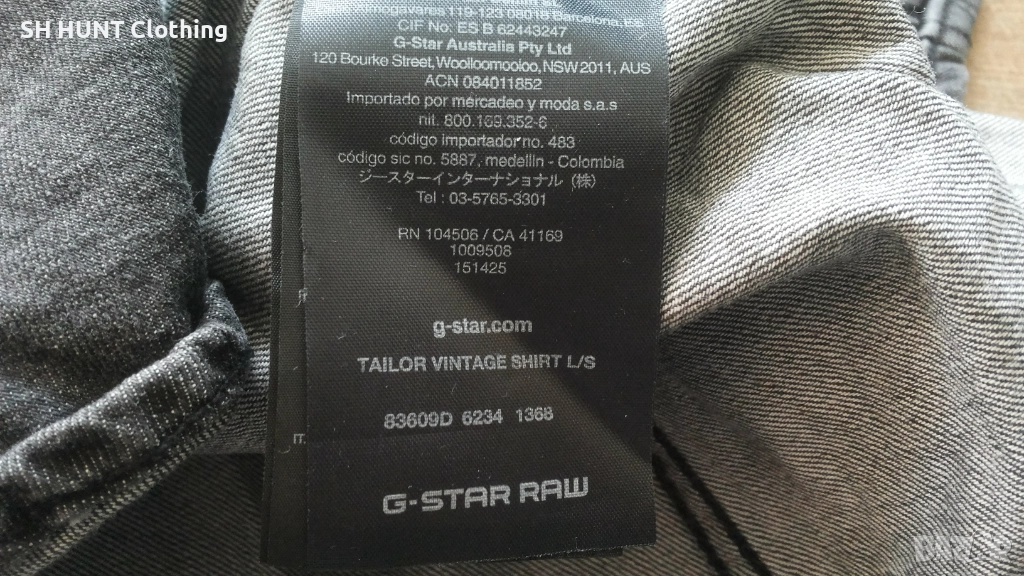 SH HUNT Clothing
Barcelona, ES
CIF No. ES B 62443247
G-Star Australia Pty Ltd
120 Bourke Street, Woolloomooloo, NSW 2011, AUS
ACN 084011852
Importado por mercadeo y moda s.a.s
nit. 800.169.352-6
código importador no. 483
código sic no. 5887, medellin - Colombia
ジースターインターナショナル (株)
Tel : 03-5765-3301
RN 104506 / CA 41169
1009508
151425
g-star.com
TAILOR VINTAGE SHIRT L/S
83609D 6234 1368
G-STAR RAW